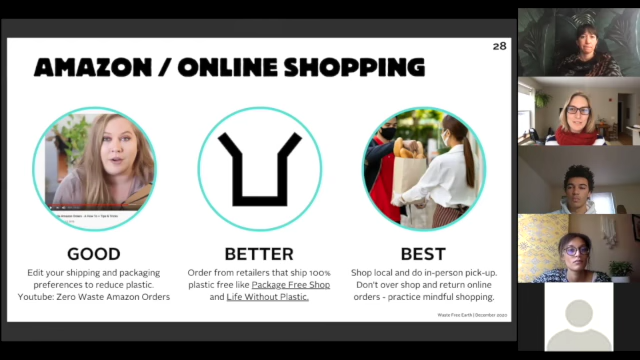 28
AMAZON / ONLINE SHOPPING
GOOD
Edit your shipping and packaging
preferences to reduce plastic.
Youtube: Zero Waste Amazon Orders
BETTER
Order from retailers that ship 100%
plastic free like Package Free Shop
and Life Without Plastic.
BEST
Shop local and do in-person pick-up.
Don't over shop and return online
orders - practice mindful shopping.
Waste Free Earth | December 2020